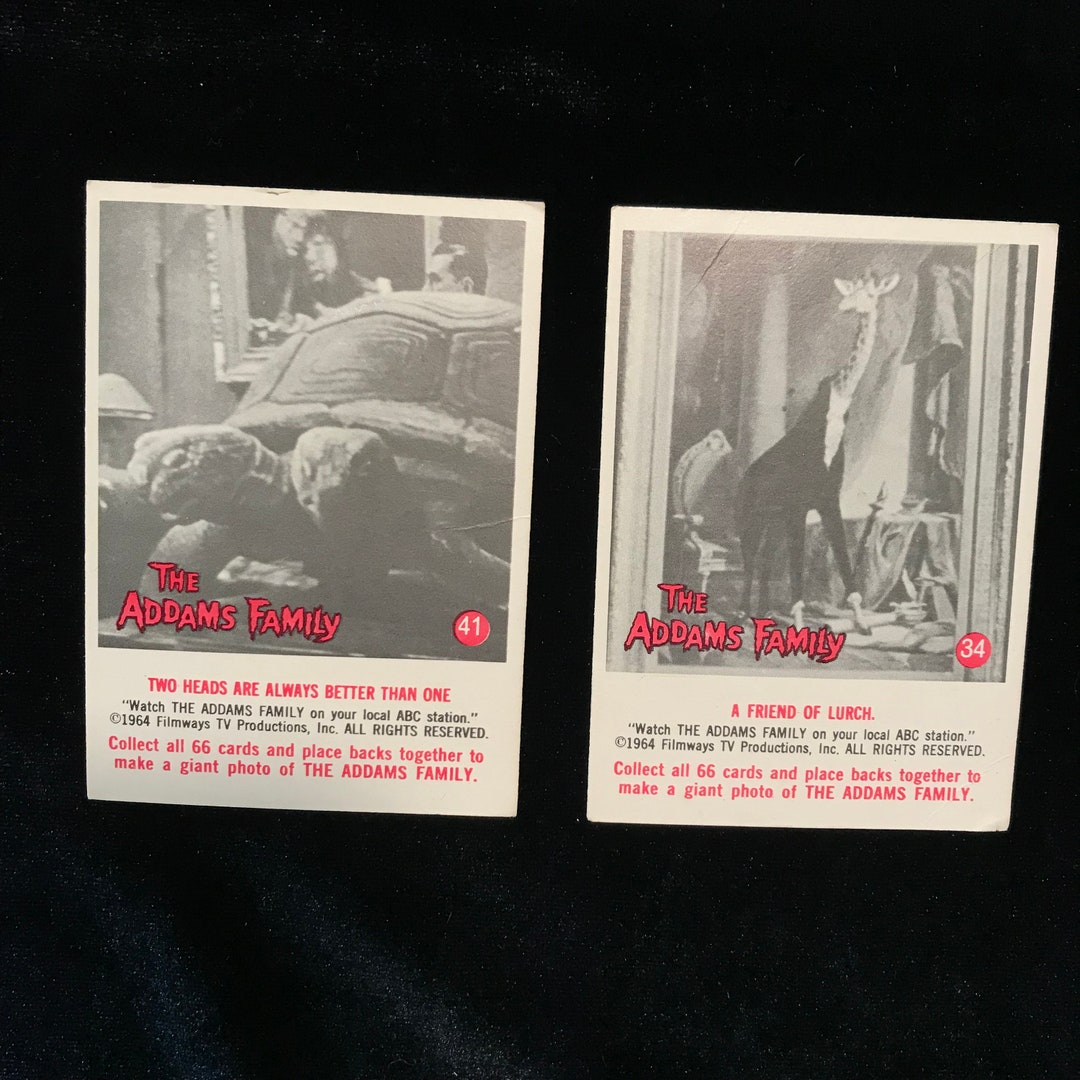 THE
ADDAMS FAMILY
41
TWO HEADS ARE ALWAYS BETTER THAN ONE
"Watch THE ADDAMS FAMILY on your local ABC station."
©1964 Filmways TV Productions, Inc. ALL RIGHTS RESERVED.
Collect all 66 cards and place backs together to
make a giant photo of THE ADDAMS FAMILY.
THE
ADDAMS FAMILY
34
A FRIEND OF LURCH.
"Watch THE ADDAMS FAMILY on your local ABC station."
©1964 Filmways TV Productions, Inc. ALL RIGHTS RESERVED.
Collect all 66 cards and place backs together to
make a giant photo of THE ADDAMS FAMILY.